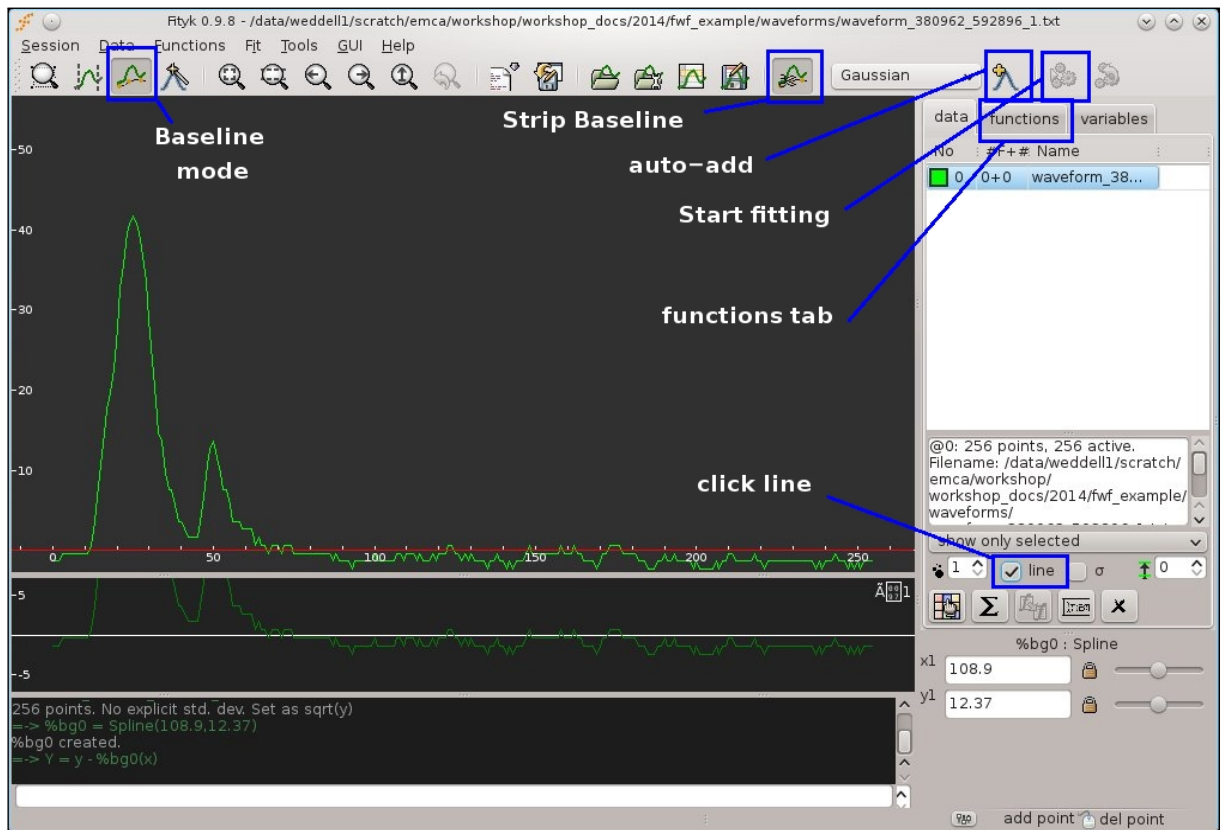 Fityk 0.9.8 - /data/weddell1/scratch/emca/workshop/workshop_docs/2014/fwf_example/waveforms/waveform_380962_592896_1.txt
Session Data Functions Fit Tools GUI Help
Gaussian
Baseline
mode
Strip Baseline
auto-add
Start fitting
functions tab
click line
data functions variables
No #F+# Name
0 0+0 waveform_38...
-50
-40
-30
-20
-10
0 50 100 150 200 250
-5
1
--5
@0: 256 points, 256 active.
Filename: /data/weddell1/scratch/
emca/workshop/
workshop_docs/2014/fwf_example/
waveforms/
show only selected
1 line σ 0
Σ x
%bg0 : Spline
x1 108.9
y1 12.37
256 points. No explicit std. dev. Set as sqrt(y)
=-> %bg0 = Spline(108.9,12.37)
%bg0 created.
=-> Y = y - %bg0(x)
add point del point